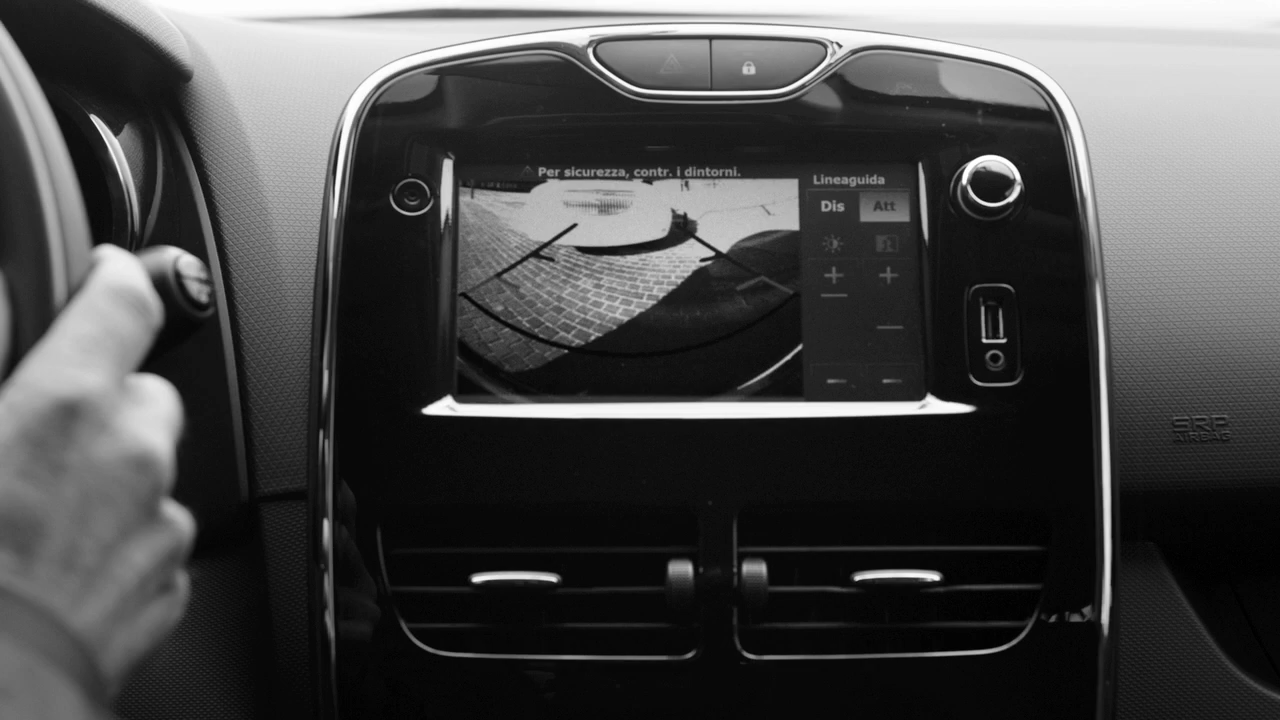 Per sicurezza, contr. i dintorni.
Lineaguida
Dis Att
SRP
AIRBAG